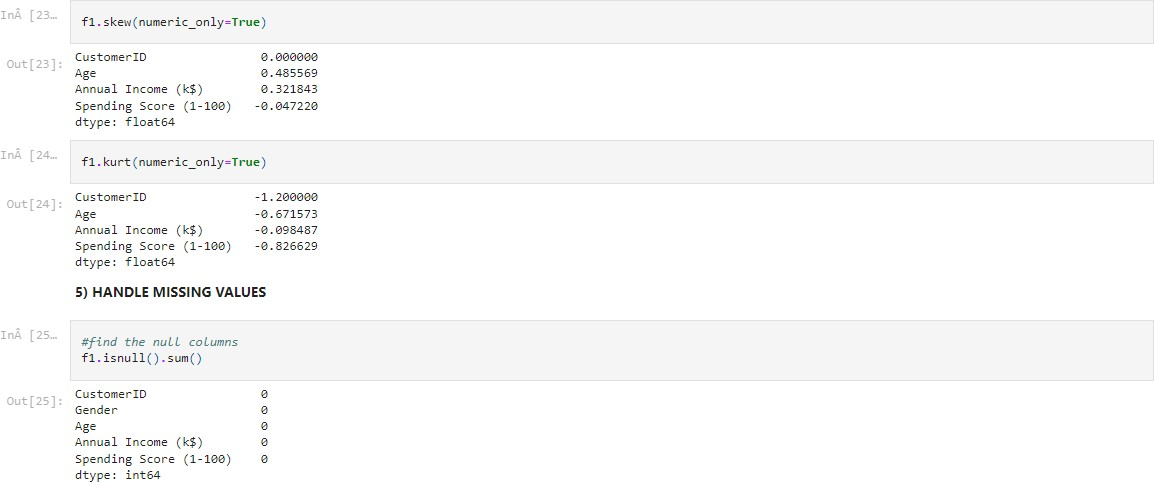 InÂ [23…
f1.skew(numeric_only=True)
Out[23]:
CustomerID 0.000000
Age 0.485569
Annual Income (k$) 0.321843
Spending Score (1-100) -0.047220
dtype: float64
InÂ [24…
f1.kurt(numeric_only=True)
Out[24]:
CustomerID -1.200000
Age -0.671573
Annual Income (k$) -0.098487
Spending Score (1-100) -0.826629
dtype: float64
5) HANDLE MISSING VALUES
InÂ [25…
#find the null columns
f1.isnull().sum()
Out[25]:
CustomerID 0
Gender 0
Age 0
Annual Income (k$) 0
Spending Score (1-100) 0
dtype: int64